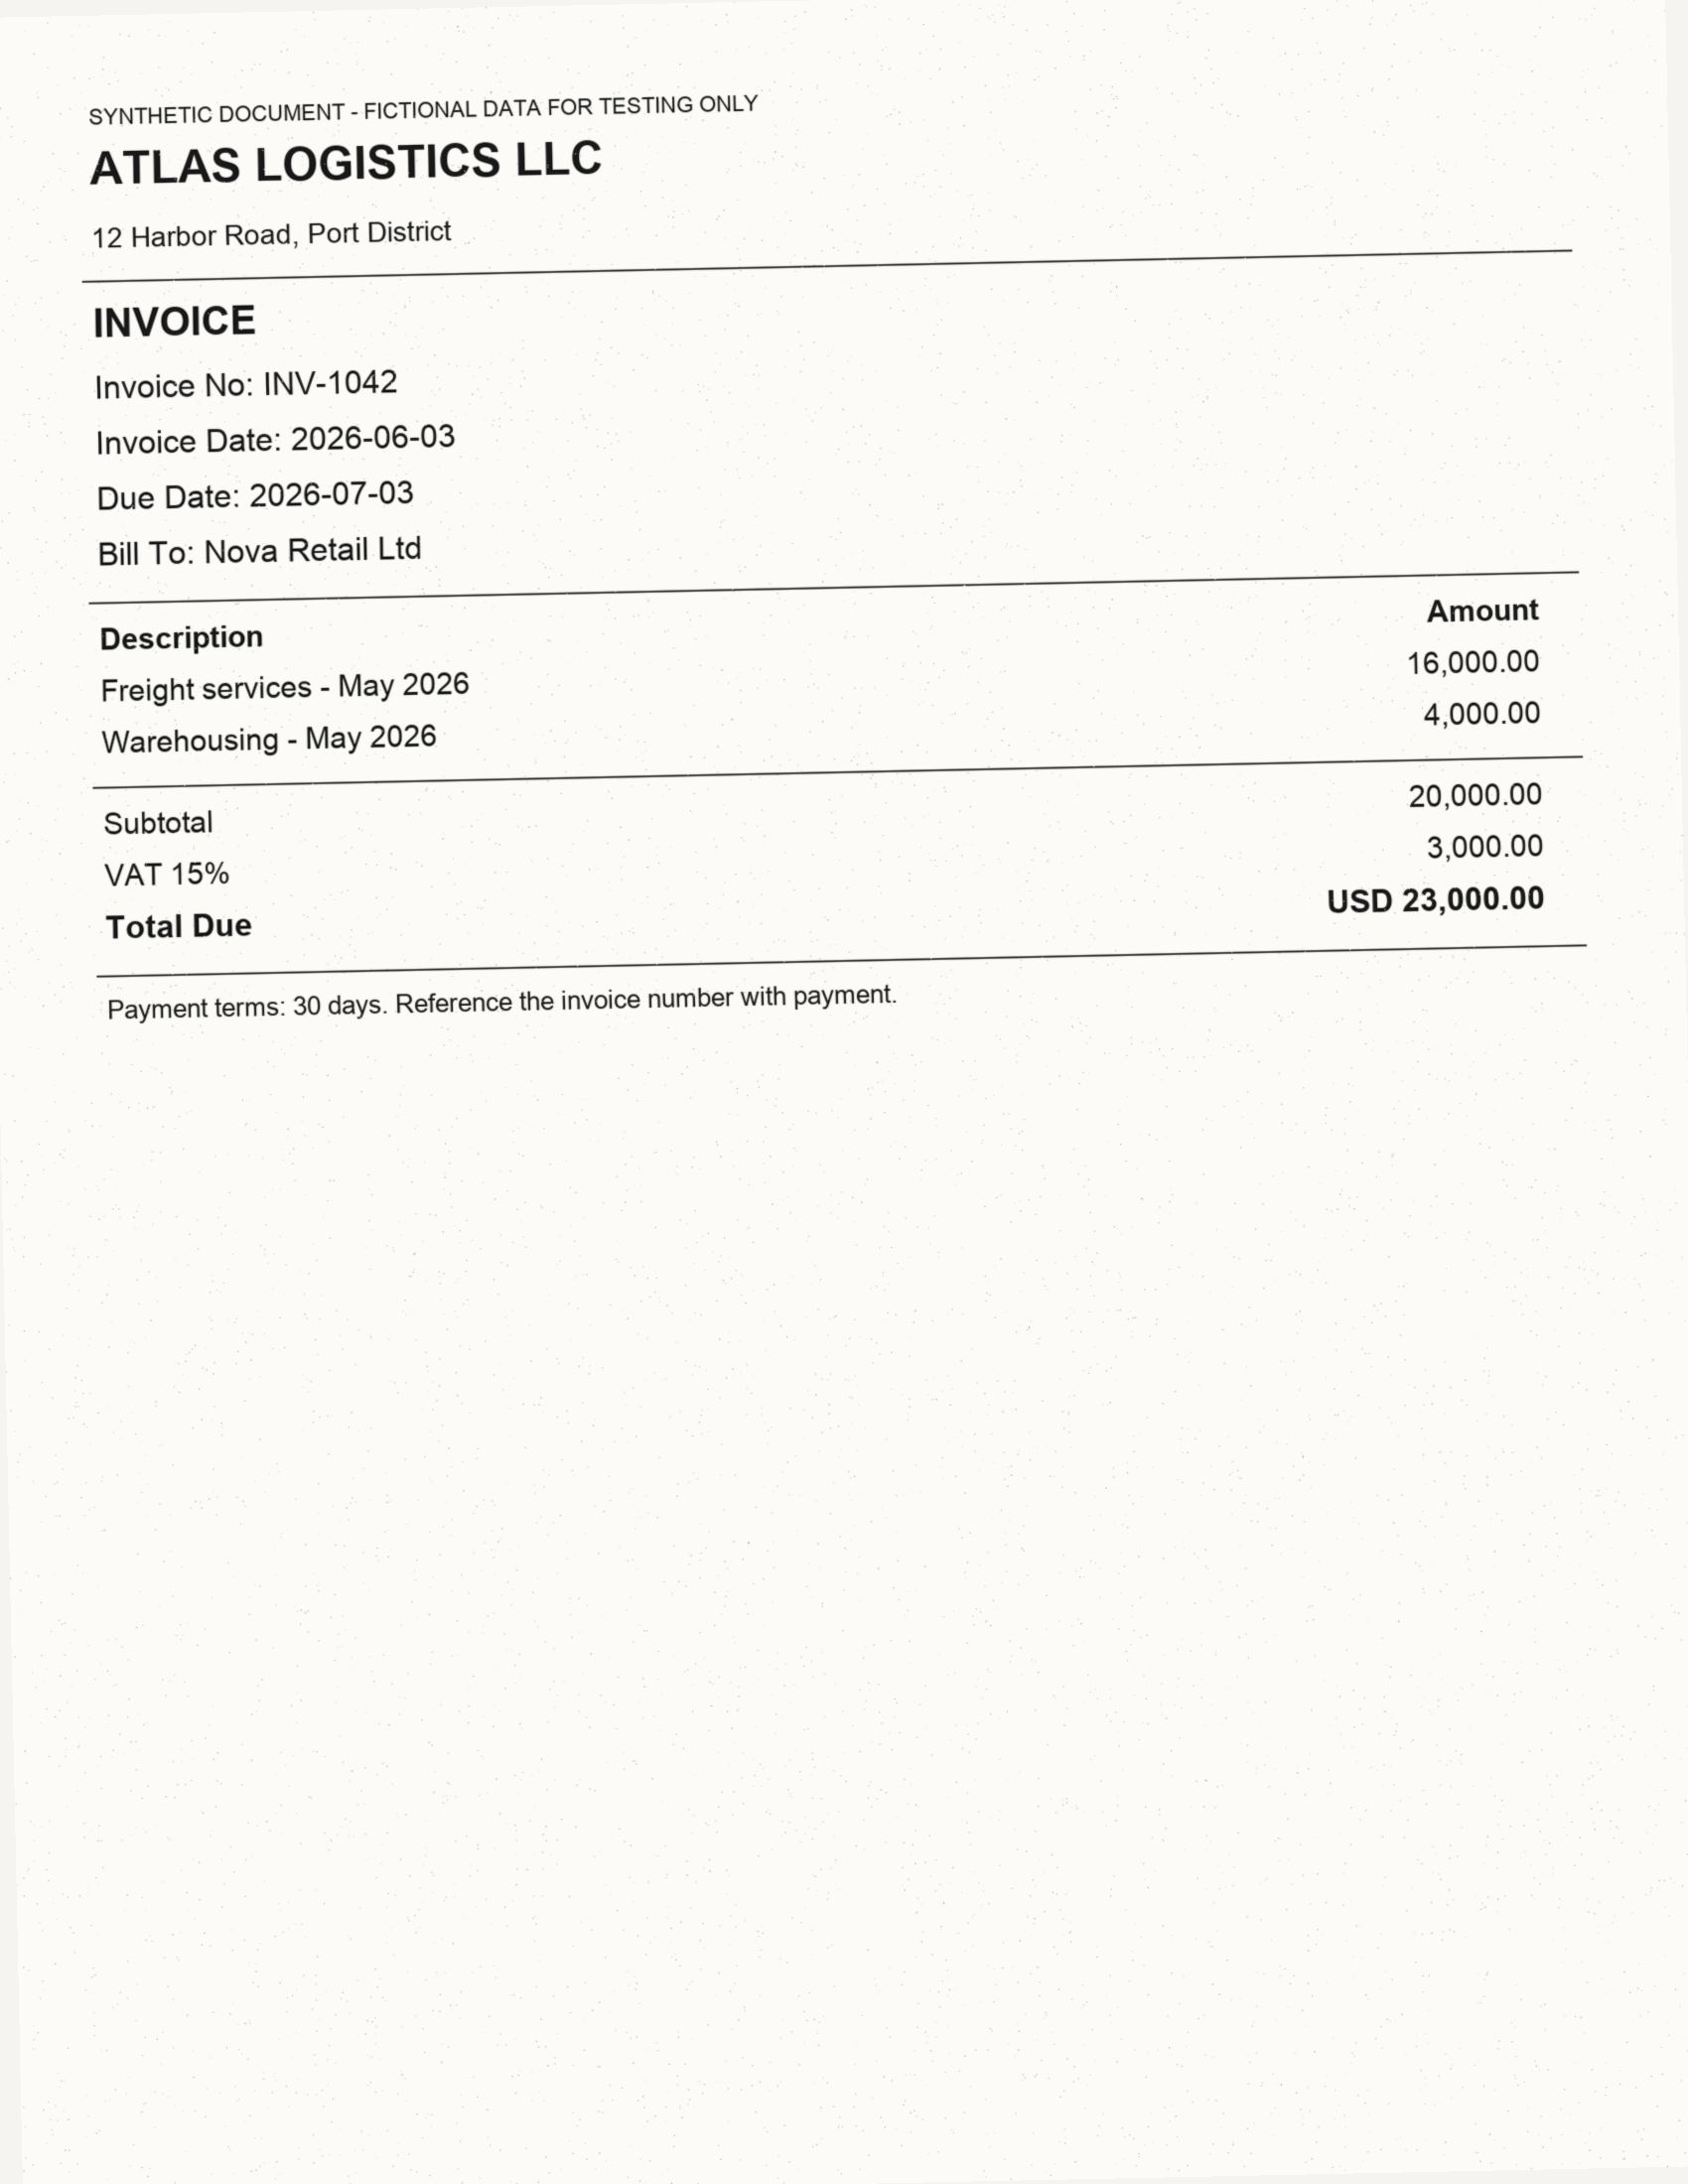 SYNTHETIC DOCUMENT - FICTIONAL DATA FOR TESTING ONLY
ATLAS LOGISTICS LLC
12 Harbor Road, Port District
INVOICE
Invoice No: INV-1042
Invoice Date: 2026-06-03
Due Date: 2026-07-03
Bill To: Nova Retail Ltd
Description Amount
Freight services - May 2026 16,000.00
Warehousing - May 2026 4,000.00
Subtotal 20,000.00
VAT 15% 3,000.00
Total Due USD 23,000.00
Payment terms: 30 days. Reference the invoice number with payment.